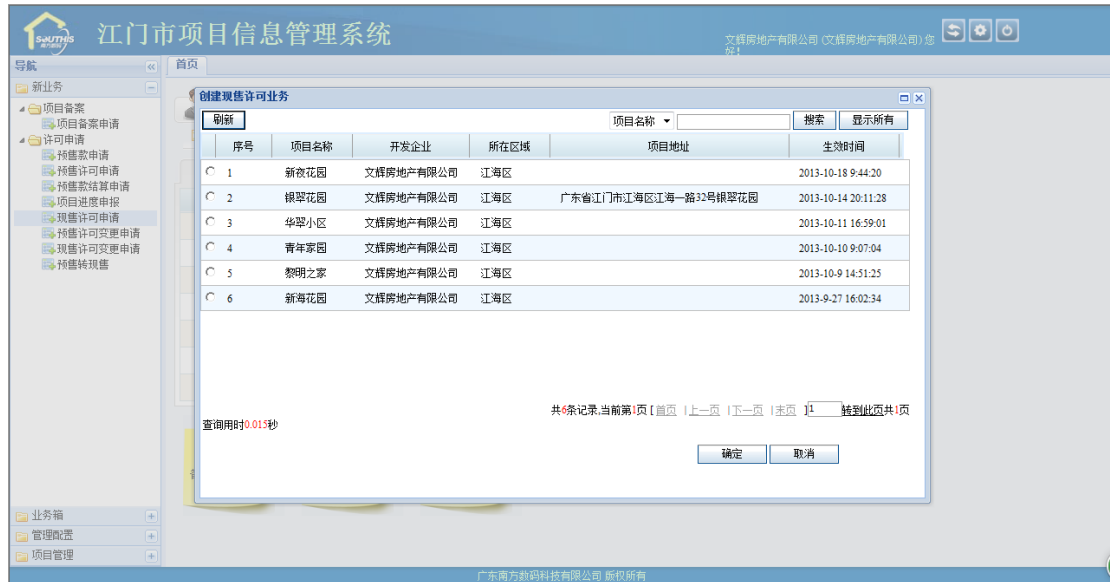 SOUTHIS
南方数码
江门市项目信息管理系统
文辉房地产有限公司 (文辉房地产有限公司) 您好!
导航
首页
新业务
项目备案
项目备案申请
许可申请
预售款申请
预售许可申请
预售款结算申请
项目进度申报
现售许可申请
预售许可变更申请
现售许可变更申请
预售转现售
业务箱
管理配置
项目管理
创建现售许可业务
刷新 项目名称 搜索 显示所有
序号 项目名称 开发企业 所在区域 项目地址 生效时间
1 新夜花园 文辉房地产有限公司 江海区 2013-10-18 9:44:20
2 银翠花园 文辉房地产有限公司 江海区 广东省江门市江海区江海一路32号银翠花园 2013-10-14 20:11:28
3 华翠小区 文辉房地产有限公司 江海区 2013-10-11 16:59:01
4 青年家园 文辉房地产有限公司 江海区 2013-10-10 9:07:04
5 黎明之家 文辉房地产有限公司 江海区 2013-10-9 14:51:25
6 新海花园 文辉房地产有限公司 江海区 2013-9-27 16:02:34
共6条记录,当前第1页 [ 首页 | 上一页 | 下一页 | 末页 ] 1 转到此页共1页
查询用时0.015秒
确定 取消
广东南方数码科技有限公司 版权所有